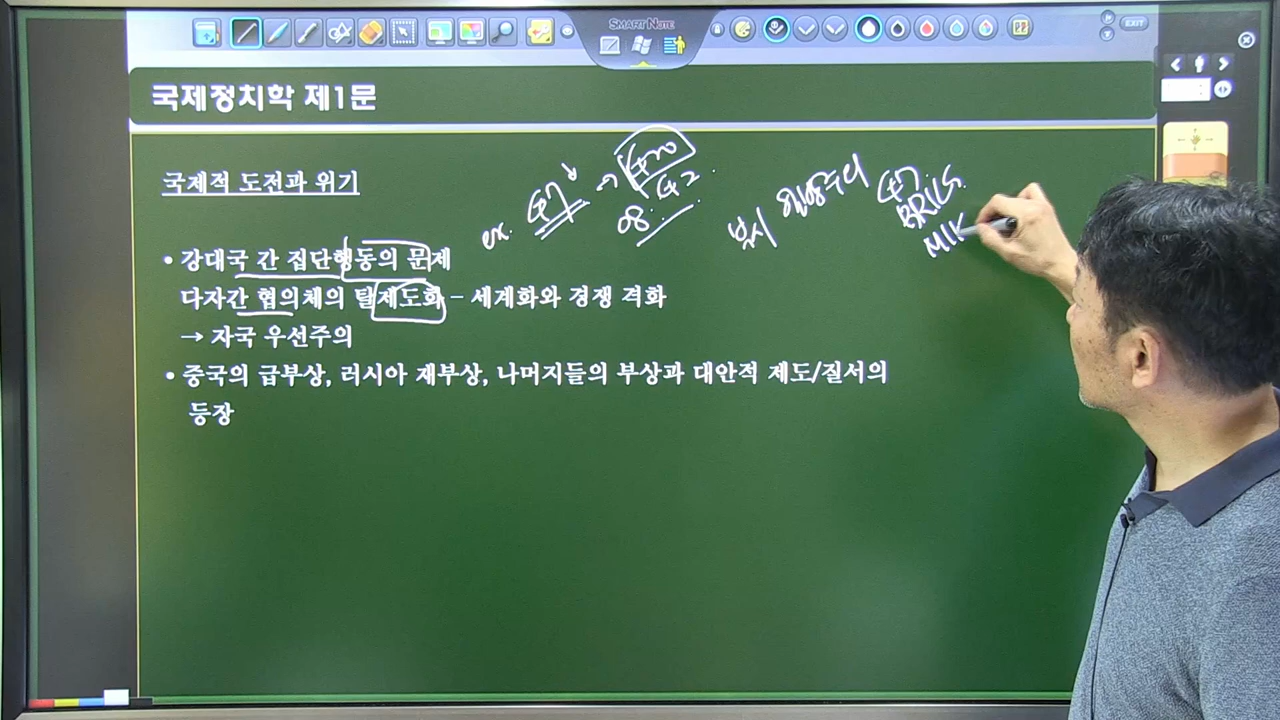 SMART NOTE
EXIT
국제정치학 제1문
국제적 도전과 위기
ex. G7 → G20
G2
08
부시 일방주의
G7
BRICS
MIK
• 강대국 간 집단행동의 문제
다자간 협의체의 탈제도화 – 세계화와 경쟁 격화
→ 자국 우선주의
• 중국의 급부상, 러시아 재부상, 나머지들의 부상과 대안적 제도/질서의
등장